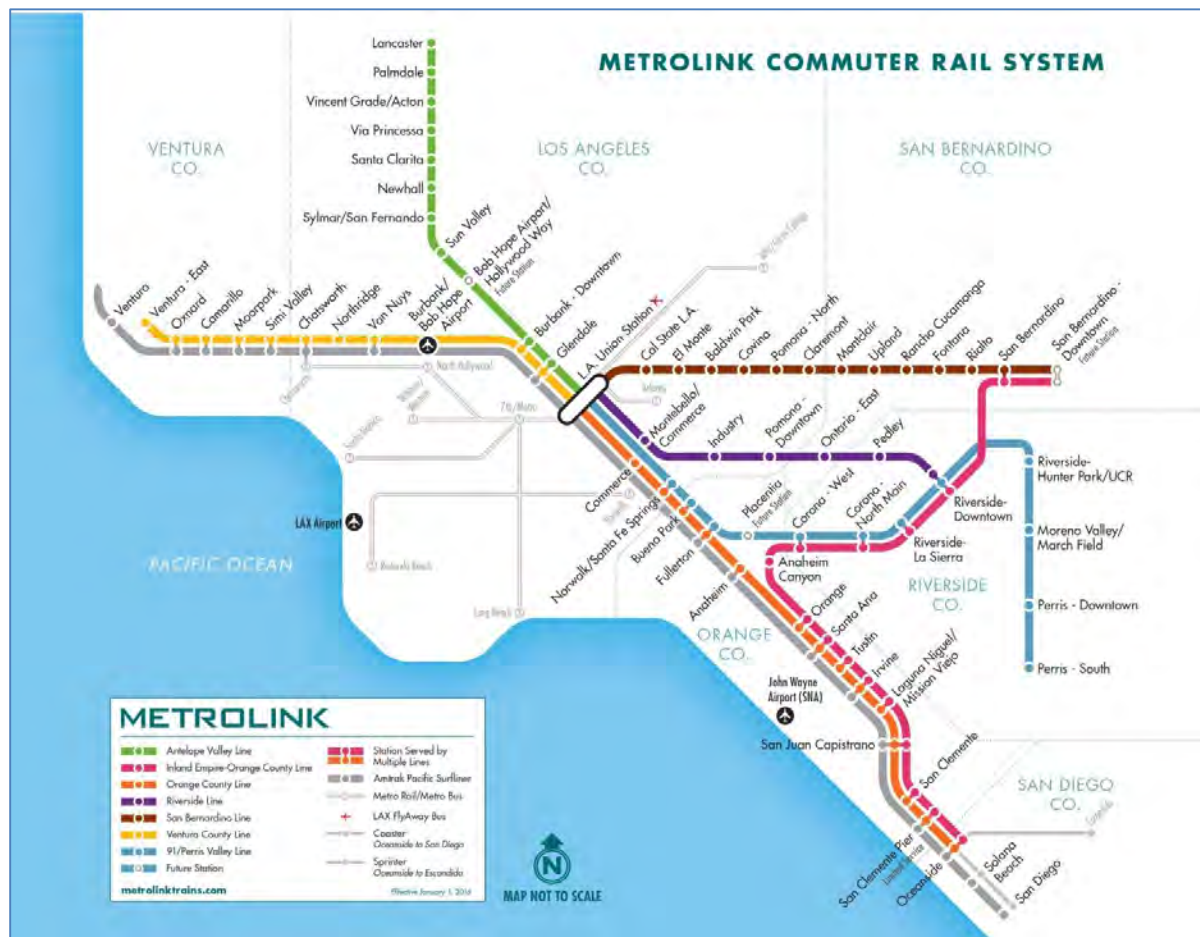 METROLINK COMMUTER RAIL SYSTEM
VENTURA
CO.
LOS ANGELES
CO.
SAN BERNARDINO
CO.
Lancaster
Palmdale
Vincent Grade/Acton
Via Princessa
Santa Clarita
Newhall
Sylmar/San Fernando
Sun Valley
Bob Hope Airport/
Hollywood Way
Future Station
Burbank - Downtown
Glendale
L.A. Union Station
Ventura
Ventura - East
Oxnard
Camarillo
Moorpark
Simi Valley
Chatsworth
Northridge
Van Nuys
Burbank/
Bob Hope
Airport
North Hollywood
7th/Metro
Cal State L.A.
El Monte
Baldwin Park
Covina
Pomona - North
Claremont
Montclair
Upland
Rancho Cucamonga
Fontana
Rialto
San Bernardino
San Bernardino -
Downtown
Future Station
Montebello/
Commerce
Industry
Pomona -
Downtown
Ontario - East
Pedley
Riverside-
Downtown
Riverside-
Hunter Park/UCR
Moreno Valley/
March Field
Perris - Downtown
Perris - South
Commerce
Norwalk/Santa Fe Springs
Buena Park
Fullerton
Anaheim
Placentia
Future Station
Corona - West
Corona -
North Main
Riverside-
La Sierra
Anaheim
Canyon
RIVERSIDE
CO.
LAX Airport
Redondo Beach
Long Beach
PACIFIC OCEAN
ORANGE
CO.
Orange
Santa Ana
Tustin
Irvine
Laguna Niguel/
Mission Viejo
John Wayne
Airport (SNA)
San Juan Capistrano
San Clemente
San Clemente Pier
Limited Service
Oceanside
SAN DIEGO
CO.
Escondido
Solana
Beach
San Diego
METROLINK
Antelope Valley Line
Inland Empire-Orange County Line
Orange County Line
Riverside Line
San Bernardino Line
Ventura County Line
91/Perris Valley Line
Future Station
Station Served by
Multiple Lines
Amtrak Pacific Surfliner
Metro Rail/Metro Bus
LAX FlyAway Bus
Coaster
Oceanside to San Diego
Sprinter
Oceanside to Escondido
metrolinktrains.com
Effective January 1, 2016
N
MAP NOT TO SCALE